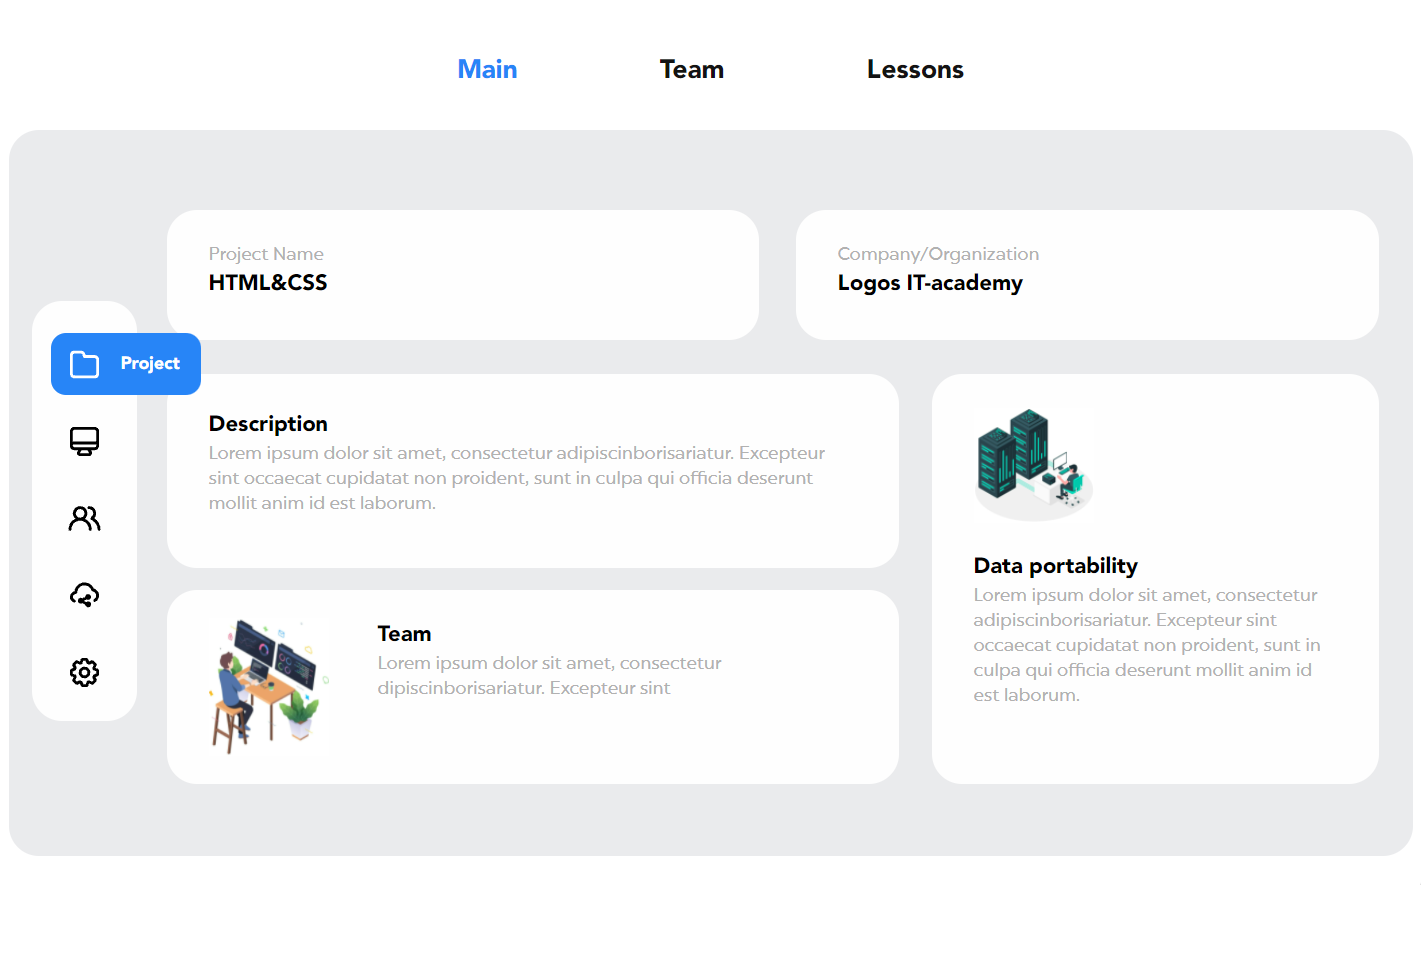 Main
Team
Lessons
Project Name
HTML&CSS
Company/Organization
Logos IT-academy
Project
Description
Lorem ipsum dolor sit amet, consectetur adipiscinborisariatur. Excepteur
sint occaecat cupidatat non proident, sunt in culpa qui officia deserunt
mollit anim id est laborum.
Team
Lorem ipsum dolor sit amet, consectetur
dipiscinborisariatur. Excepteur sint
Data portability
Lorem ipsum dolor sit amet, consectetur
adipiscinborisariatur. Excepteur sint
occaecat cupidatat non proident, sunt in
culpa qui officia deserunt mollit anim id
est laborum.